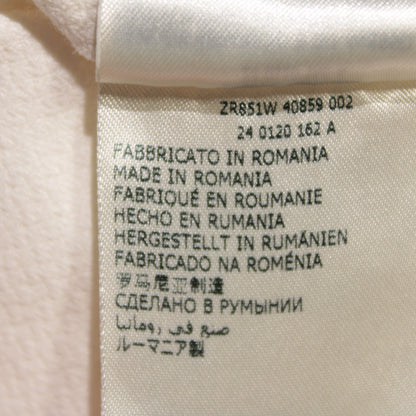 ZR851W 40859 002
24 0120 162 A
FABBRICATO IN ROMANIA
MADE IN ROMANIA
FABRIQUÉ EN ROUMANIE
HECHO EN RUMANIA
HERGESTELLT IN RUMÄNIEN
FABRICADO NA ROMÉNIA
罗马尼亚制造
СДЕЛАНО В РУМЫНИИ
صنع في رومانيا
ルーマニア製